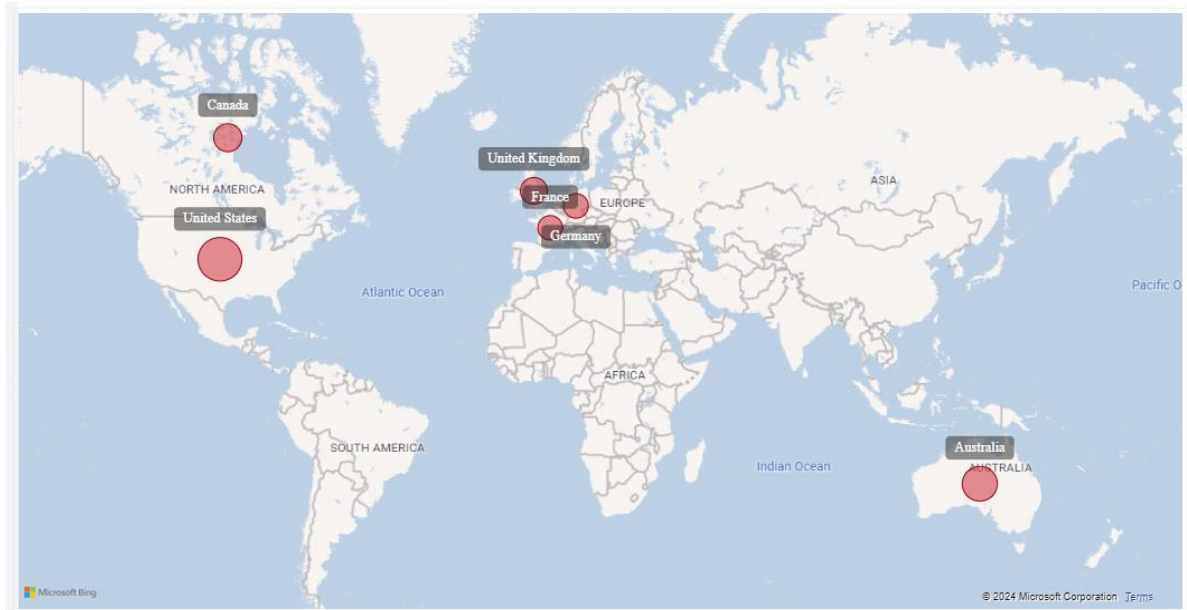 Canada
United Kingdom
NORTH AMERICA
ASIA
France
EUROPE
United States
Germany
Atlantic Ocean
Pacific O
AFRICA
SOUTH AMERICA
Australia
AUSTRALIA
Indian Ocean
Microsoft Bing
© 2024 Microsoft Corporation Terms